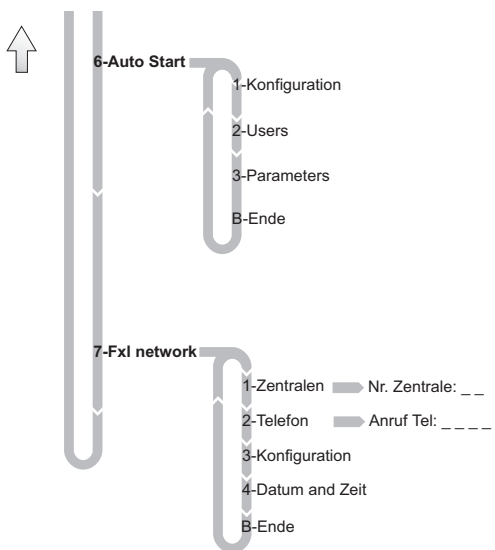 6-Auto Start
1-Konfiguration
2-Users
3-Parameters
B-Ende
7-FxI network
1-Zentralen Nr. Zentrale: _ _
2-Telefon Anruf Tel: _ _ _ _
3-Konfiguration
4-Datum and Zeit
B-Ende